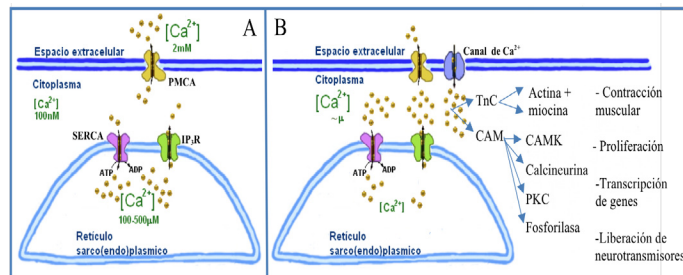 A
[Ca²⁺]
2mM
Espacio extracelular
PMCA
Citoplasma
[Ca²⁺]
100nM
SERCA
IP₃R
ATP
ADP
[Ca²⁺]
100-500μM
Retículo
sarco(endo)plasmico
B
Canal de Ca²⁺
Espacio extracelular
Citoplasma
[Ca²⁺]
~μ
[Ca²⁺]
ATP
ADP
Retículo
sarco(endo)plasmico
TnC
Actina +
miocina
CAM
CAMK
Calcincurina
PKC
Fosforilasa
- Contracción
muscular
- Proliferación
-Transcripción
de genes
-Liberación de
neurotransmisores